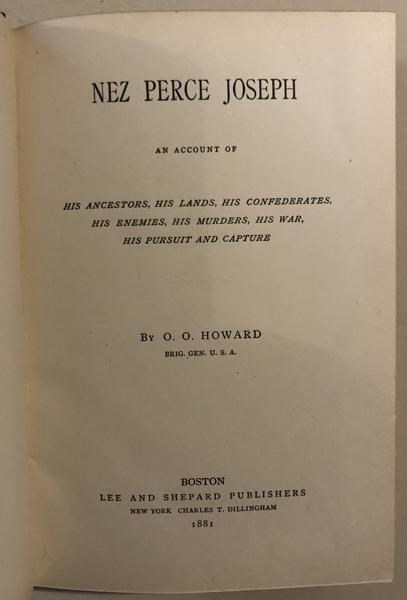 NEZ PERCE JOSEPH
AN ACCOUNT OF
HIS ANCESTORS, HIS LANDS, HIS CONFEDERATES,
HIS ENEMIES, HIS MURDERS, HIS WAR,
HIS PURSUIT AND CAPTURE
By O. O. HOWARD
BRIG. GEN. U. S. A.
BOSTON
LEE AND SHEPARD PUBLISHERS
NEW YORK CHARLES T. DILLINGHAM
1881